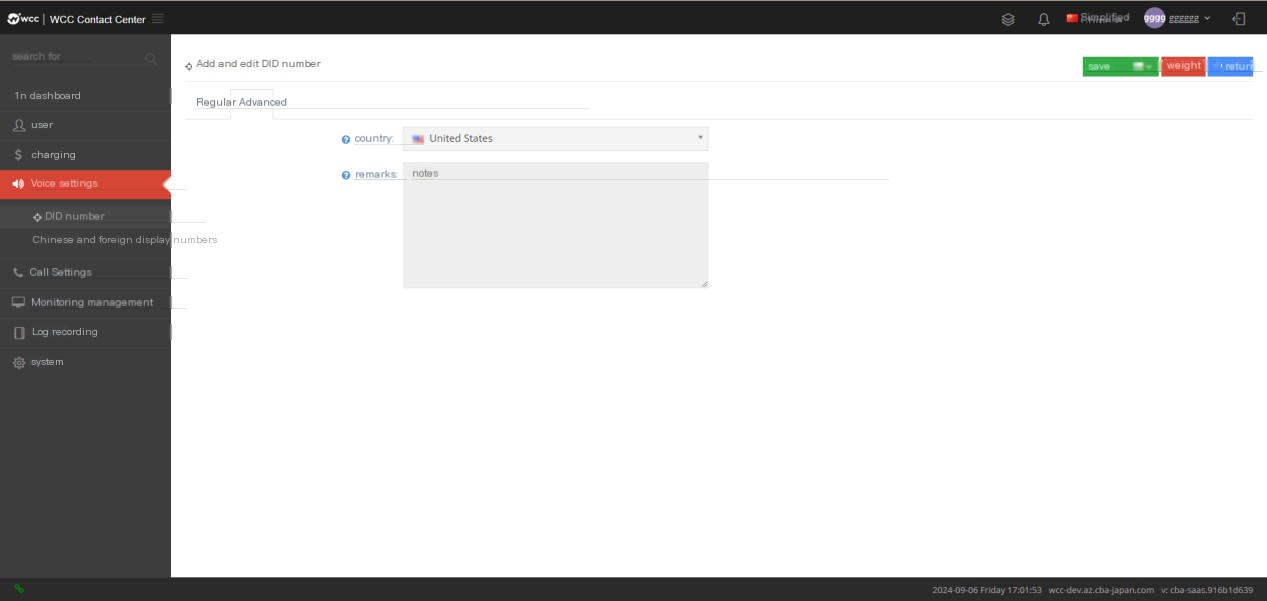 wcc | WCC Contact Center
Simplified
gggg gggggg
search for
Add and edit DID number
save
weight
return
1n dashboard
Regular Advanced
user
country: United States
charging
remarks: notes
Voice settings
DID number
Chinese and foreign display numbers
Call Settings
Monitoring management
Log recording
system
2024-09-06 Friday 17:01:53 wcc-dev.az.cba-japan.com v: cba-saas.916b1d639